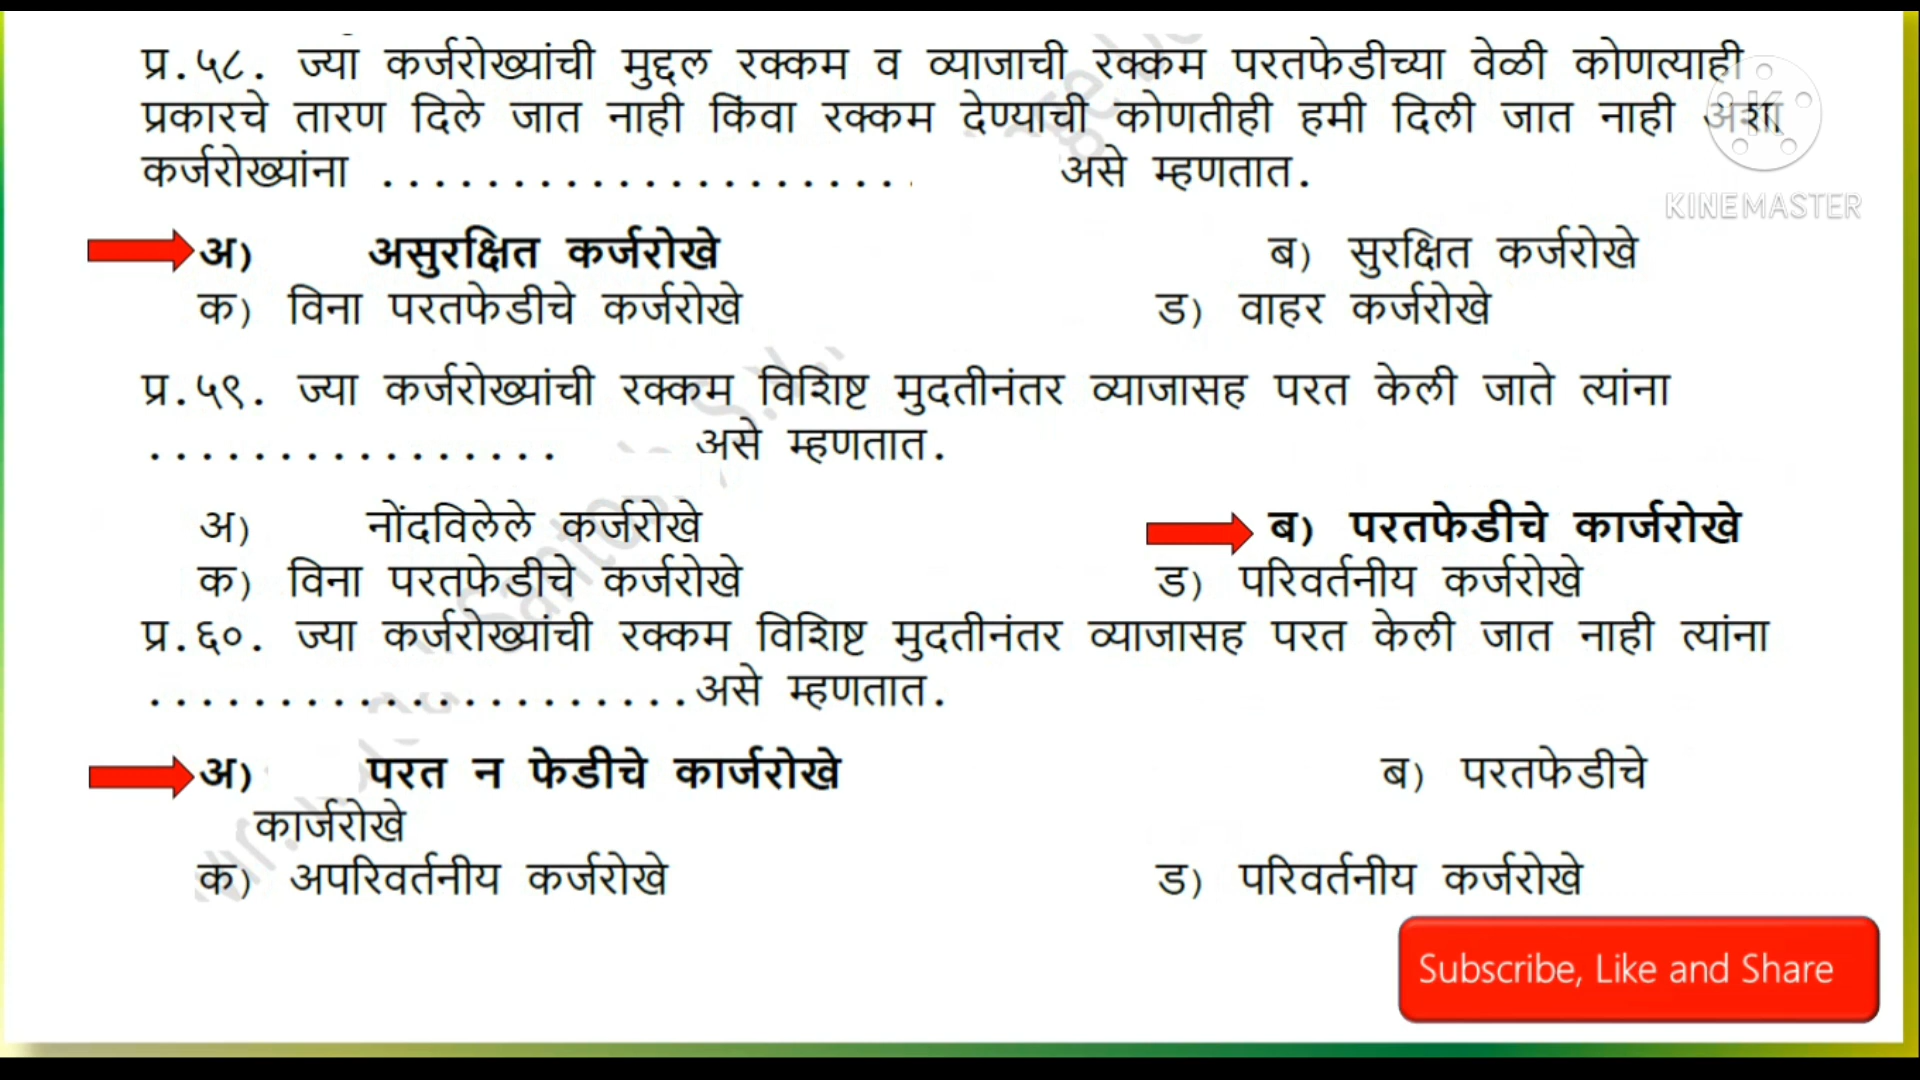 प्र.५८. ज्या कर्जरोख्यांची मुद्दल रक्कम व व्याजाची रक्कम परतफेडीच्या वेळी कोणत्याही
प्रकारचे तारण दिले जात नाही किंवा रक्कम देण्याची कोणतीही हमी दिली जात नाही अशा
कर्जरोख्यांना ..................... असे म्हणतात.
KINEMASTER
अ) असुरक्षित कर्जरोखे ब) सुरक्षित कर्जरोखे
क) विना परतफेडीचे कर्जरोखे ड) वाहर कर्जरोखे
प्र.५९. ज्या कर्जरोख्यांची रक्कम विशिष्ट मुदतीनंतर व्याजासह परत केली जाते त्यांना
................ असे म्हणतात.
अ) नोंदविलेले कर्जरोखे ब) परतफेडीचे कार्जरोखे
क) विना परतफेडीचे कर्जरोखे ड) परिवर्तनीय कर्जरोखे
प्र.६०. ज्या कर्जरोख्यांची रक्कम विशिष्ट मुदतीनंतर व्याजासह परत केली जात नाही त्यांना
.....................असे म्हणतात.
अ) परत न फेडीचे कार्जरोखे ब) परतफेडीचे
कार्जरोखे
क) अपरिवर्तनीय कर्जरोखे ड) परिवर्तनीय कर्जरोखे
Subscribe, Like and Share